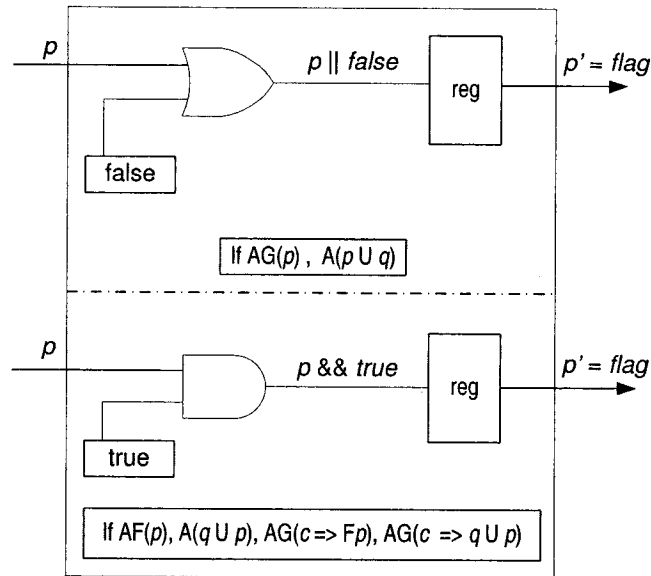 p
p || false
reg
p' = flag
false
If AG(p) , A(p U q)
p
p && true
reg
p' = flag
true
If AF(p), A(q U p), AG(c => Fp), AG(c => q U p)